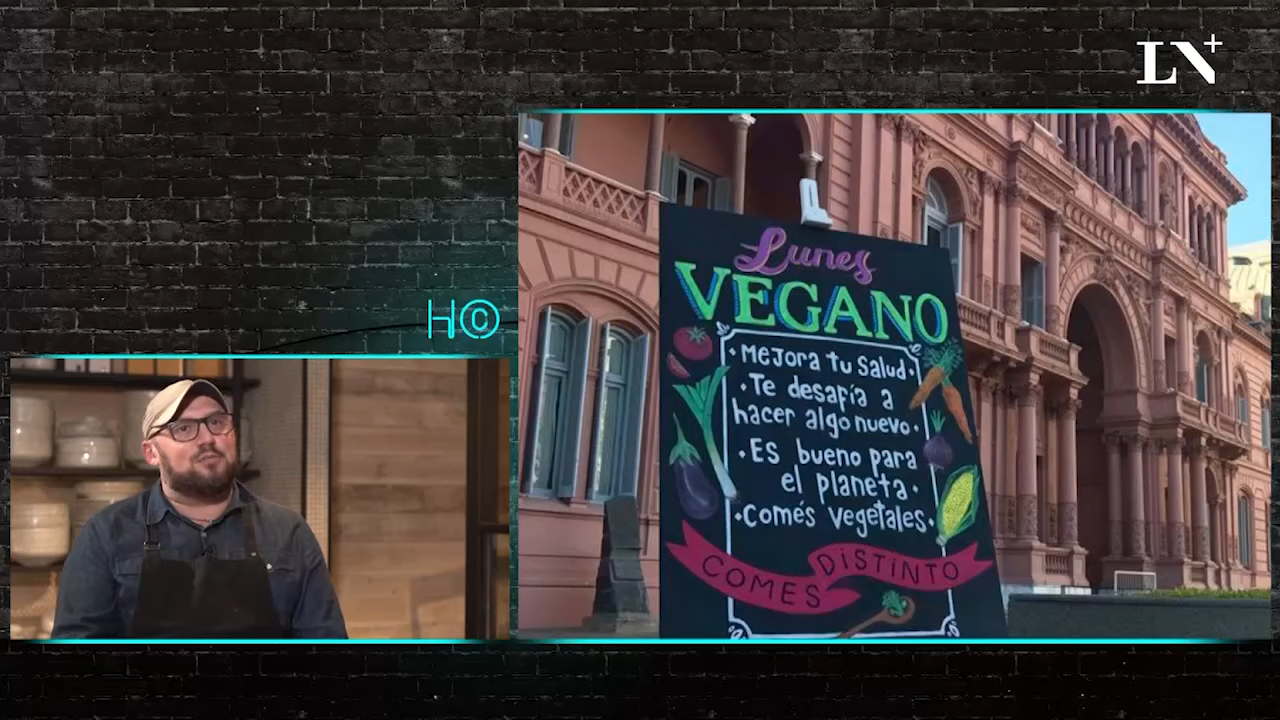 LN+
HC
Lunes
VEGANO
• Mejora tu salud •
• Te desafía a
hacer algo nuevo •
• Es bueno para
el planeta •
• Comés vegetales •
COMES DISTINTO